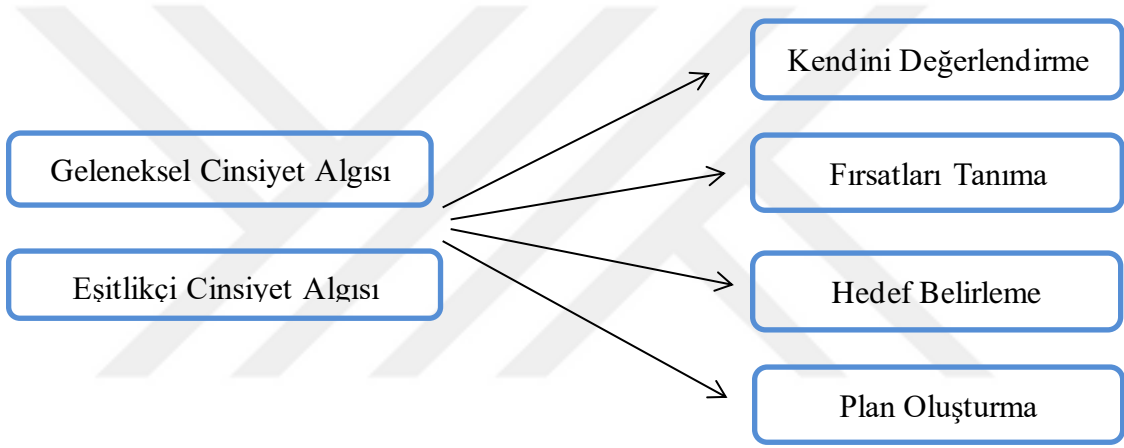 Geleneksel Cinsiyet Algısı
Eşitlikçi Cinsiyet Algısı
Kendini Değerlendirme
Fırsatları Tanıma
Hedef Belirleme
Plan Oluşturma